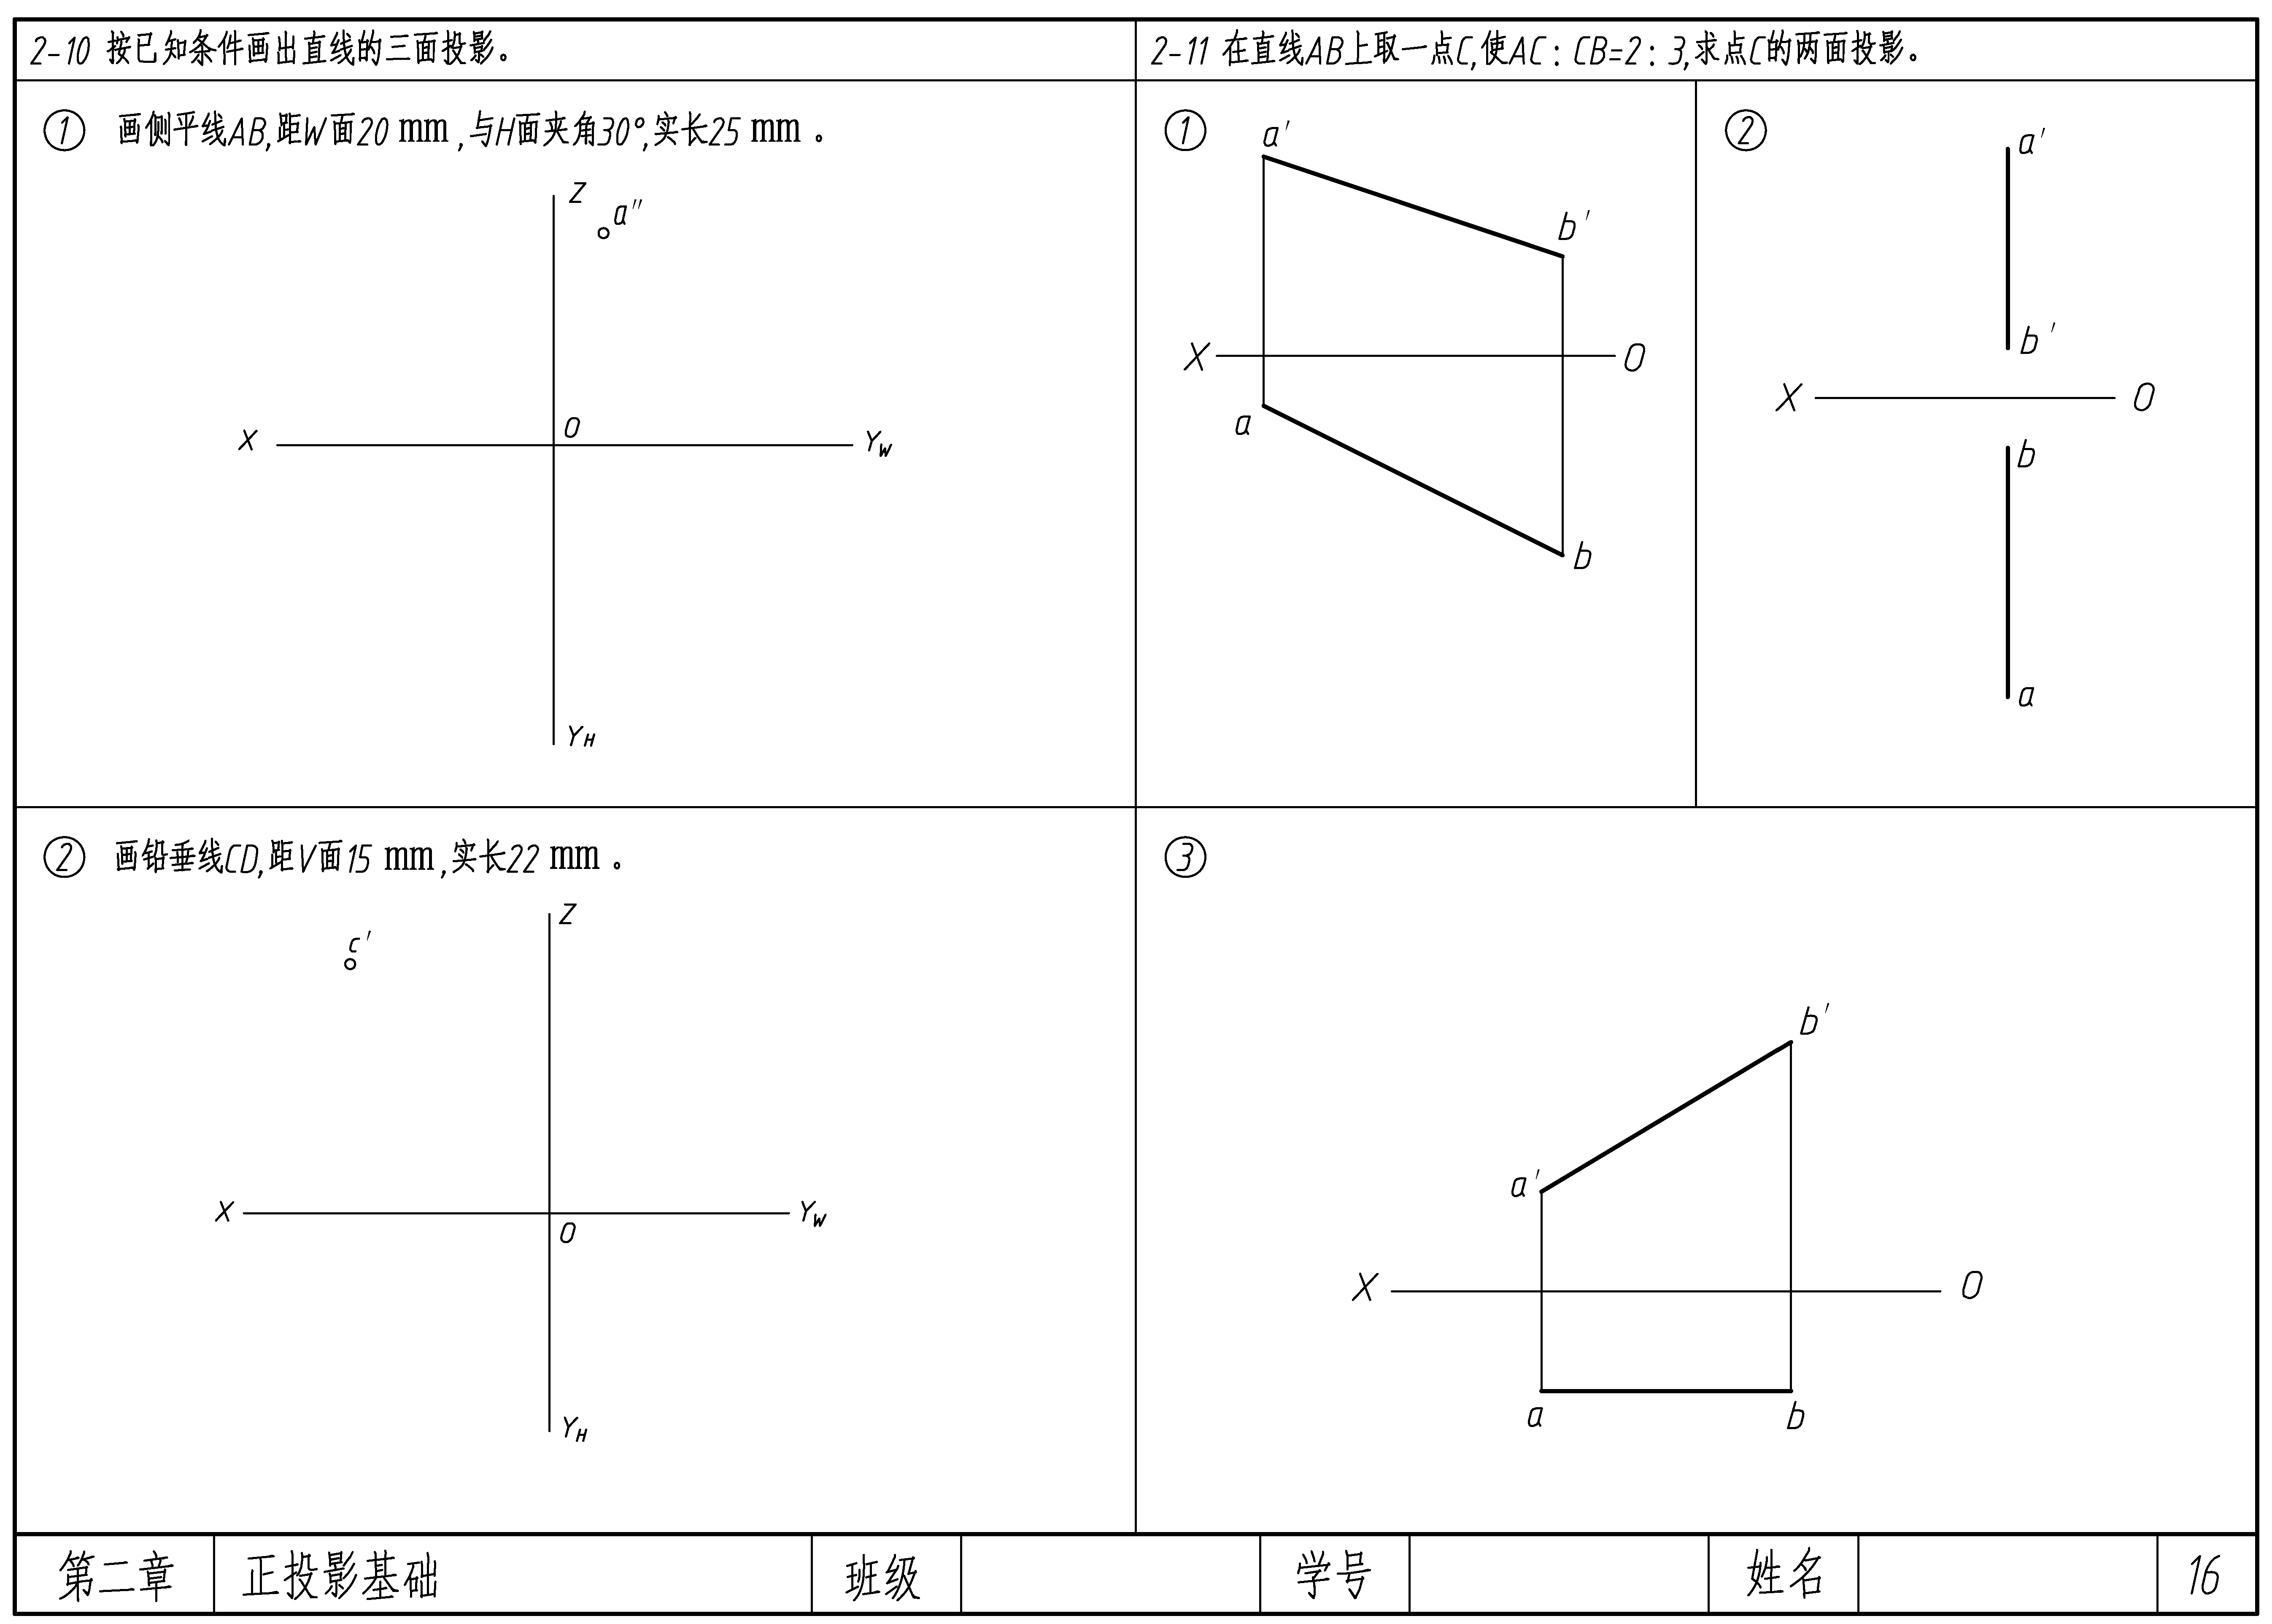 2-10 按已知条件画出直线的三面投影。
① 画侧平线AB,距W面20 mm,与H面夹角30°,实长25 mm。
Z
a″
X
O
Y_W
Y_H
② 画铅垂线CD,距V面15 mm,实长22 mm。
Z
c′
X
O
Y_W
Y_H
2-11 在直线AB上取一点C,使AC:CB=2:3,求点C的两面投影。
①
a′
b′
X
O
a
b
②
a′
b′
X
O
b
a
③
b′
a′
X
O
a
b
第二章 正投影基础 班级 学号 姓名 16